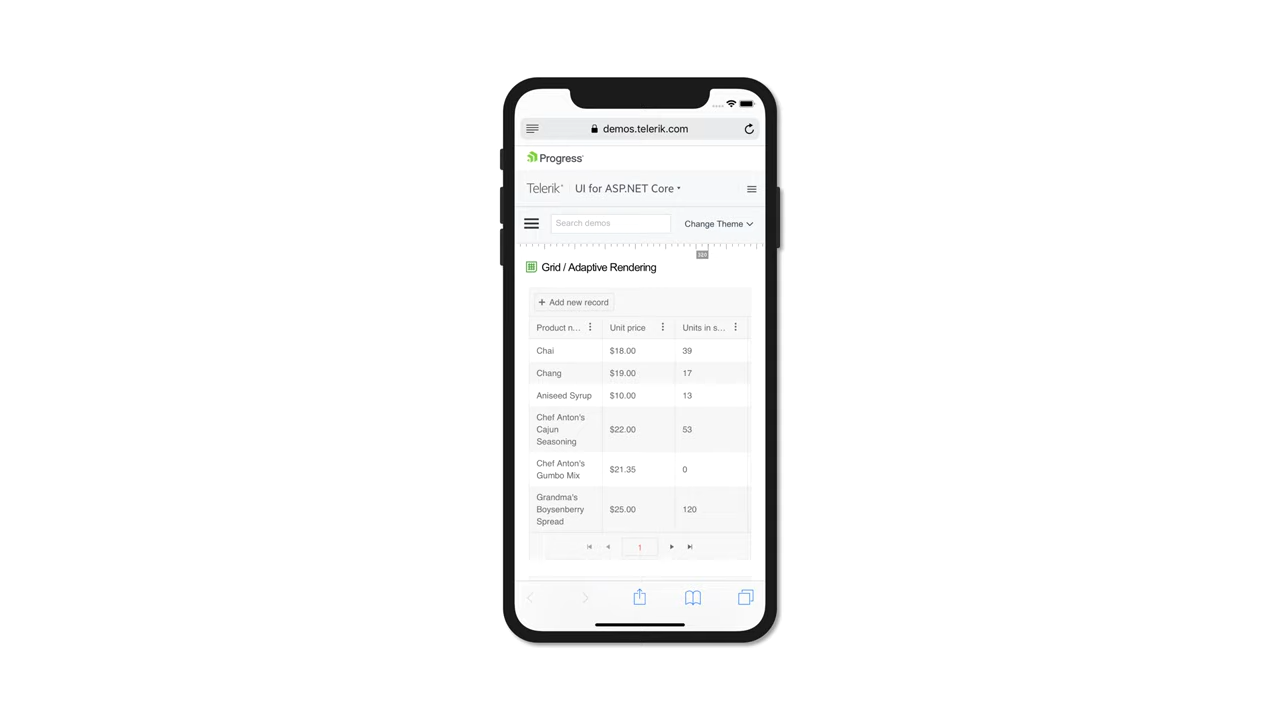 demos.telerik.com
Progress
Telerik UI for ASP.NET Core
Search demos Change Theme
Grid / Adaptive Rendering
+ Add new record
Product n... Unit price Units in s...
Chai $18.00 39
Chang $19.00 17
Aniseed Syrup $10.00 13
Chef Anton's
Cajun $22.00 53
Seasoning
Chef Anton's
Gumbo Mix $21.35 0
Grandma's
Boysenberry $25.00 120
Spread
1